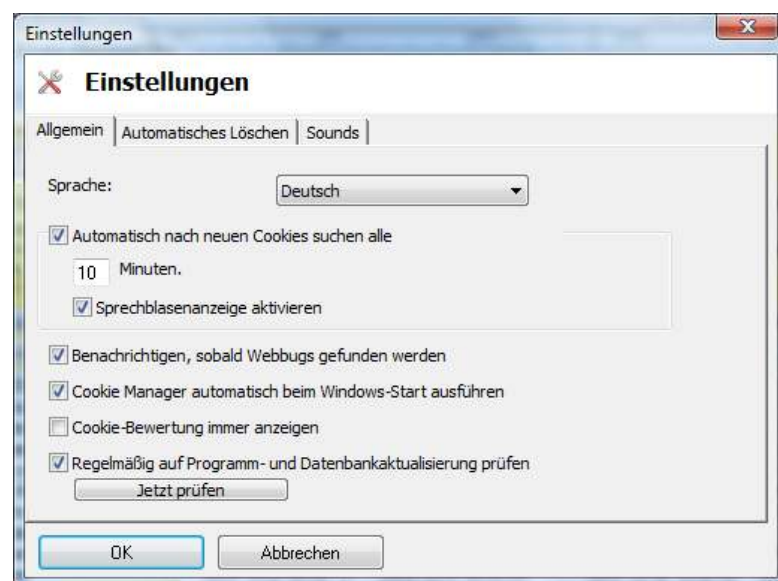 Einstellungen
Einstellungen
Allgemein Automatisches Löschen Sounds
Sprache: Deutsch
Automatisch nach neuen Cookies suchen alle
10 Minuten.
Sprechblasenanzeige aktivieren
Benachrichtigen, sobald Webbugs gefunden werden
Cookie Manager automatisch beim Windows-Start ausführen
Cookie-Bewertung immer anzeigen
Regelmäßig auf Programm- und Datenbankaktualisierung prüfen
Jetzt prüfen
OK Abbrechen